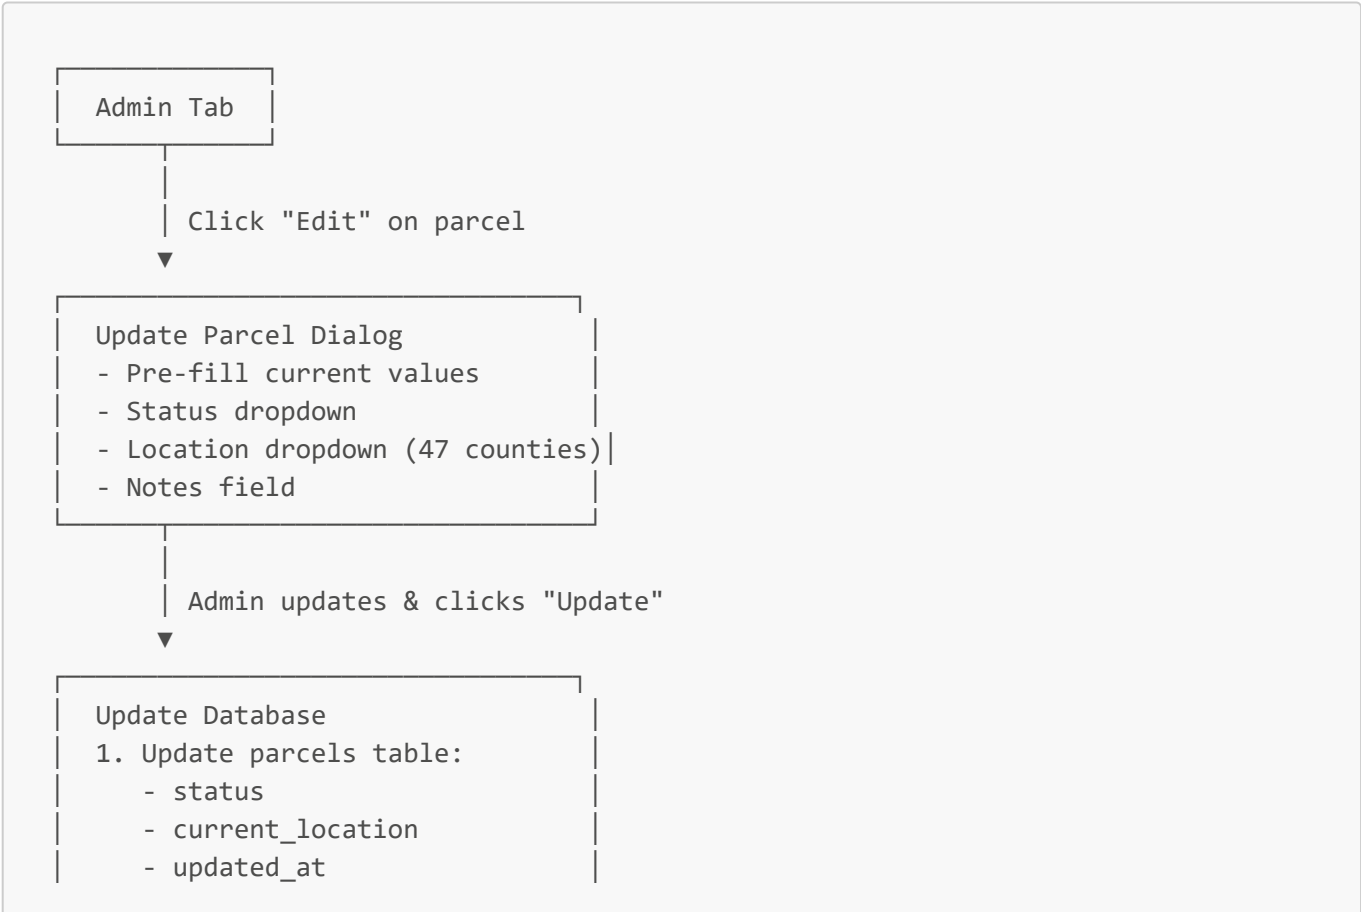 Admin Tab
Click "Edit" on parcel
▼
Update Parcel Dialog
- Pre-fill current values
- Status dropdown
- Location dropdown (47 counties)
- Notes field
Admin updates & clicks "Update"
▼
Update Database
1. Update parcels table:
- status
- current_location
- updated_at